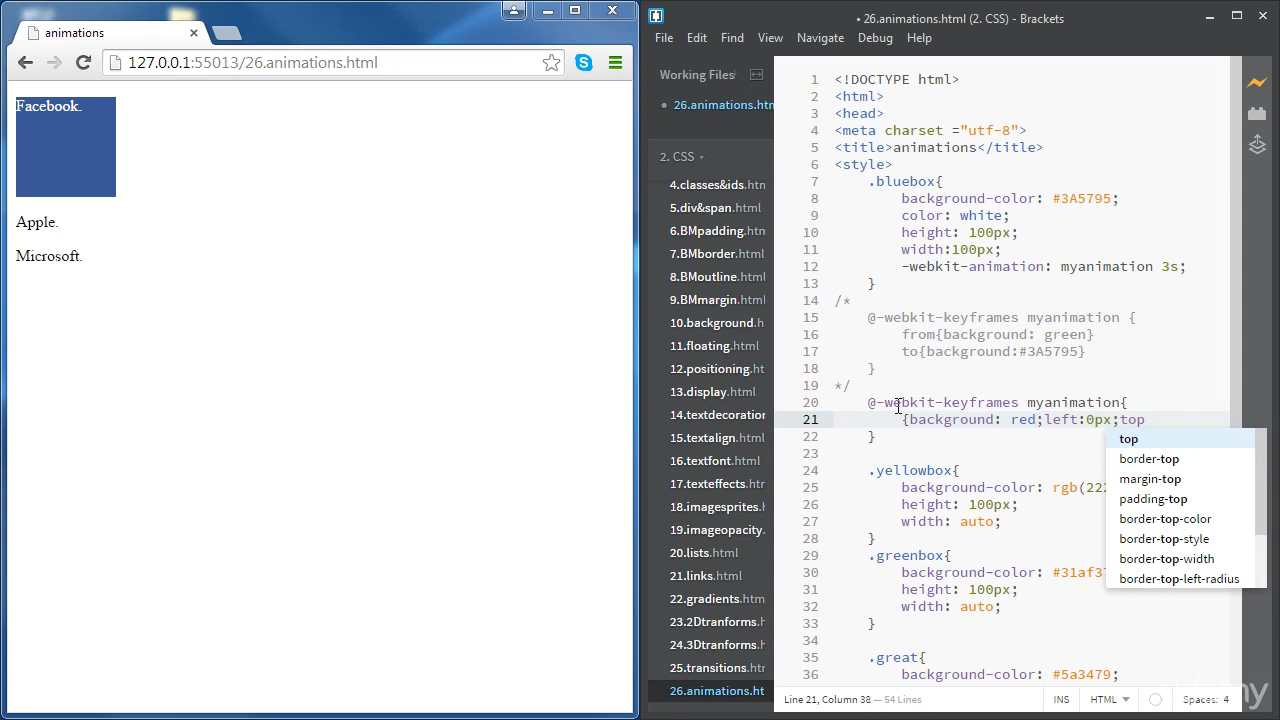 animations
127.0.0.1:55013/26.animations.html
Facebook.
Apple.
Microsoft.
• 26.animations.html (2. CSS) - Brackets
File Edit Find View Navigate Debug Help
Working Files
26.animations.htm
2. CSS
4.classes&ids.htm
5.div&span.html
6.BMpadding.htm
7.BMborder.html
8.BMoutline.html
9.BMmargin.html
10.background.h
11.floating.html
12.positioning.ht
13.display.html
14.textdecoration
15.textalign.html
16.textfont.html
17.texteffects.htm
18.imagesprites.h
19.imageopacity.
20.lists.html
21.links.html
22.gradients.html
23.2Dtranforms.h
24.3Dtranforms.h
25.transitions.htm
26.animations.ht
1 <!DOCTYPE html>
2 <html>
3 <head>
4 <meta charset ="utf-8">
5 <title>animations</title>
6 <style>
7 .bluebox{
8 background-color: #3A5795;
9 color: white;
10 height: 100px;
11 width:100px;
12 -webkit-animation: myanimation 3s;
13 }
14 /*
15 @-webkit-keyframes myanimation {
16 from{background: green}
17 to{background:#3A5795}
18 }
19 */
20 @-webkit-keyframes myanimation{
21 {background: red;left:0px;top
22 }
23
24 .yellowbox{
25 background-color: rgb(222
26 height: 100px;
27 width: auto;
28 }
29 .greenbox{
30 background-color: #31af37
31 height: 100px;
32 width: auto;
33 }
34
35 .great{
36 background-color: #5a3479;
top
border-top
margin-top
padding-top
border-top-color
border-top-style
border-top-width
border-top-left-radius
Line 21, Column 38 — 54 Lines
INS HTML Spaces: 4